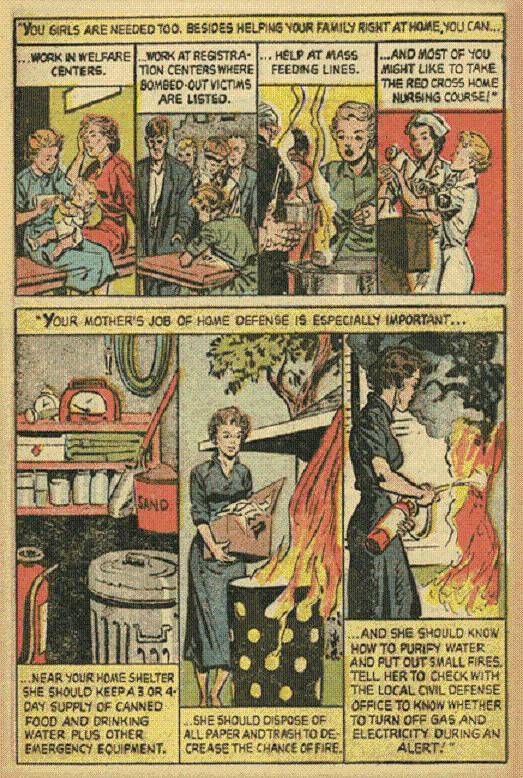 "YOU GIRLS ARE NEEDED TOO. BESIDES HELPING YOUR FAMILY RIGHT AT HOME, YOU CAN...
...WORK IN WELFARE
CENTERS.
...WORK AT REGISTRA-
TION CENTERS WHERE
BOMBED-OUT VICTIMS
ARE LISTED.
... HELP AT MASS
FEEDING LINES.
...AND MOST OF YOU
MIGHT LIKE TO TAKE
THE RED CROSS HOME
NURSING COURSE!"
"YOUR MOTHER'S JOB OF HOME DEFENSE IS ESPECIALLY IMPORTANT...
SAND
...NEAR YOUR HOME SHELTER
SHE SHOULD KEEP A 3 OR 4-
DAY SUPPLY OF CANNED
FOOD AND DRINKING
WATER PLUS OTHER
EMERGENCY EQUIPMENT.
...SHE SHOULD DISPOSE OF
ALL PAPER AND TRASH TO DE-
CREASE THE CHANCE OF FIRE.
...AND SHE SHOULD KNOW
HOW TO PURIFY WATER
AND PUT OUT SMALL FIRES.
TELL HER TO CHECK WITH
THE LOCAL CIVIL DEFENSE
OFFICE TO KNOW WHETHER
TO TURN OFF GAS AND
ELECTRICITY DURING AN
ALERT!"